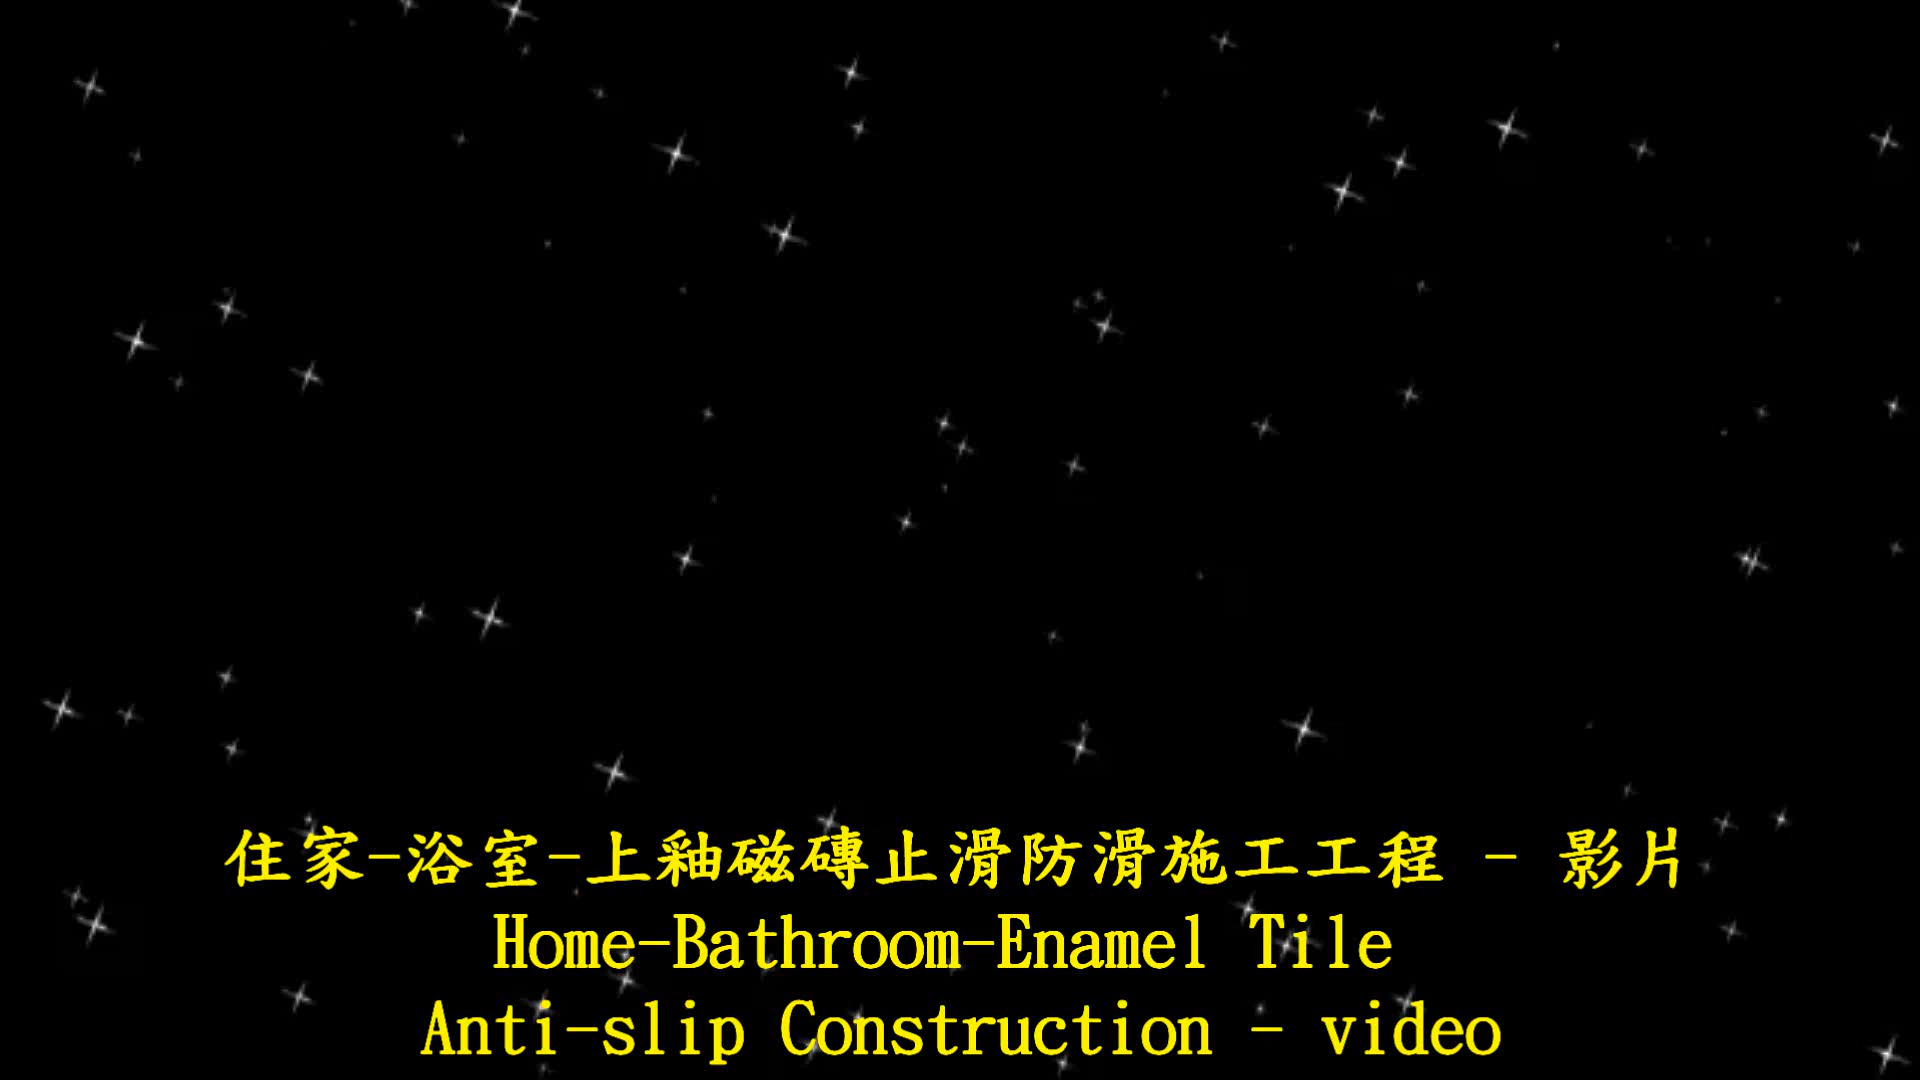 住家-浴室-上釉磁磚止滑防滑施工工程 - 影片
Home-Bathroom-Enamel Tile
Anti-slip Construction - video